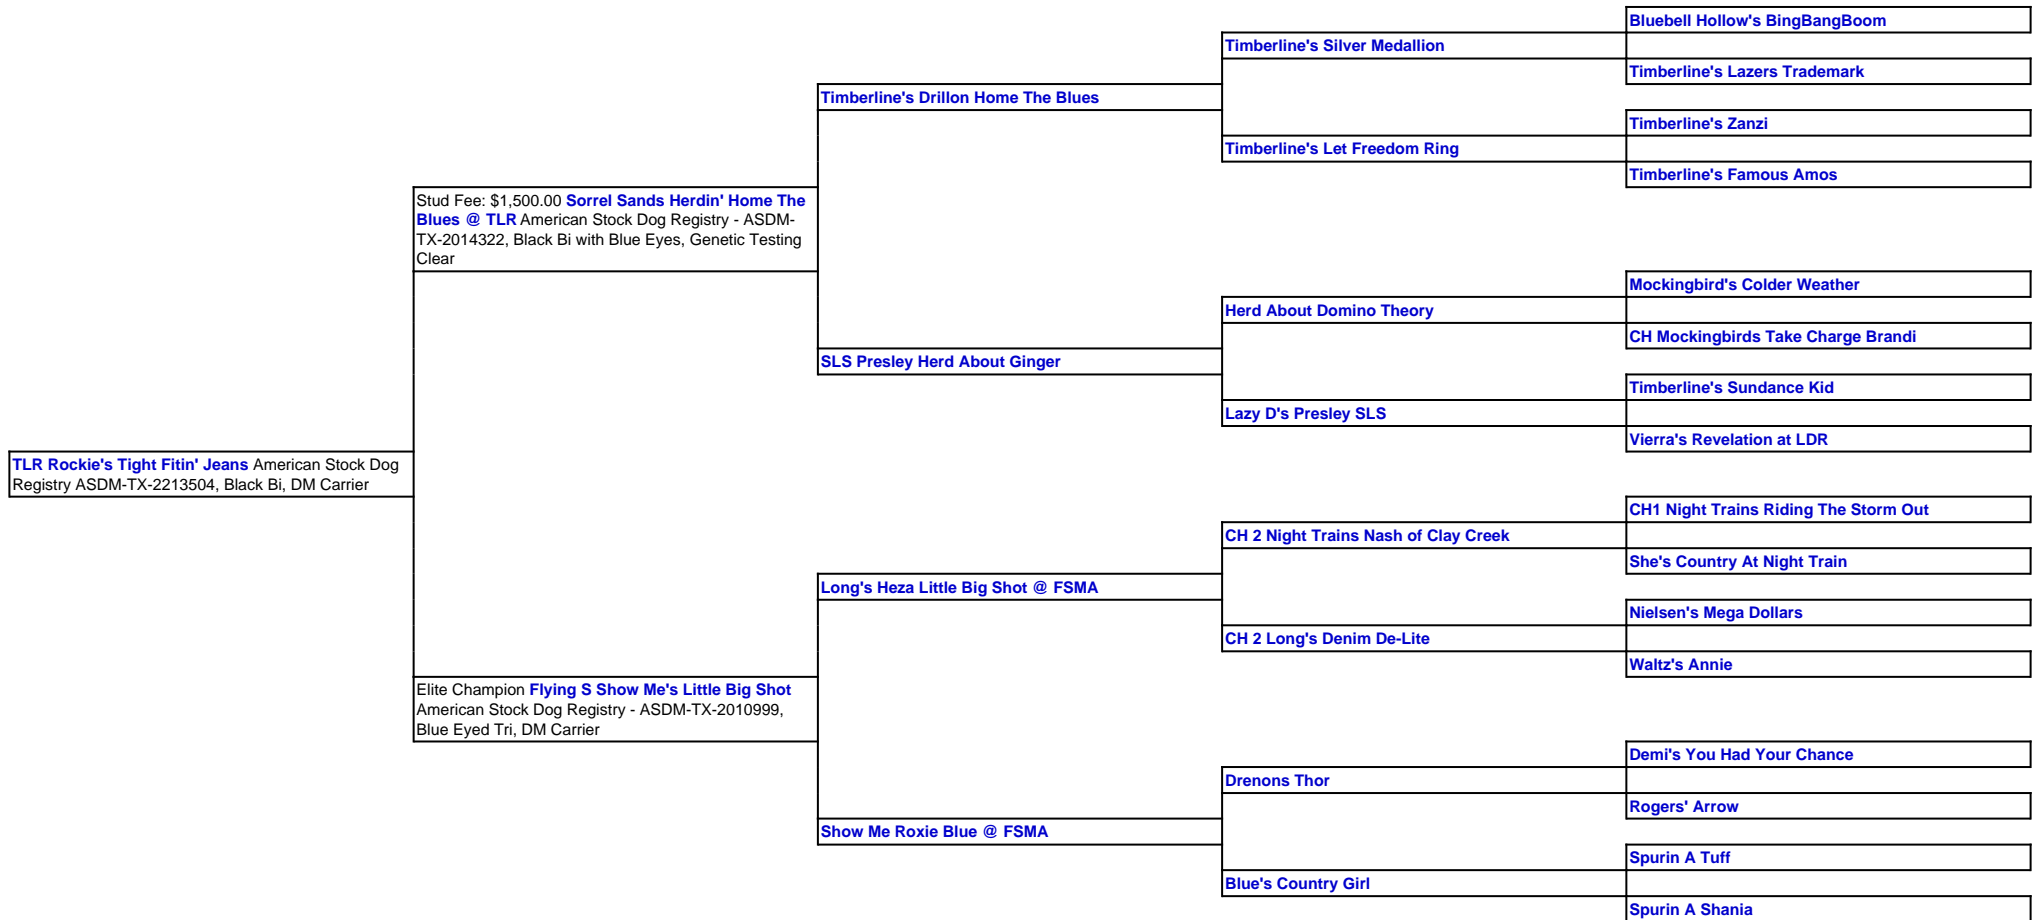 Bluebell Hollow's BingBangBoom
Timberline's Silver Medallion
Timberline's Lazers Trademark
Timberline's Drillon Home The Blues
Timberline's Zanzi
Timberline's Let Freedom Ring
Timberline's Famous Amos
Stud Fee: $1,500.00 Sorrel Sands Herdin' Home The
Blues @ TLR American Stock Dog Registry - ASDM-
TX-2014322, Black Bi with Blue Eyes, Genetic Testing
Clear
Mockingbird's Colder Weather
Herd About Domino Theory
CH Mockingbirds Take Charge Brandi
SLS Presley Herd About Ginger
Timberline's Sundance Kid
Lazy D's Presley SLS
Vierra's Revelation at LDR
TLR Rockie's Tight Fitin' Jeans American Stock Dog
Registry ASDM-TX-2213504, Black Bi, DM Carrier
CH1 Night Trains Riding The Storm Out
CH 2 Night Trains Nash of Clay Creek
She's Country At Night Train
Long's Heza Little Big Shot @ FSMA
Nielsen's Mega Dollars
CH 2 Long's Denim De-Lite
Waltz's Annie
Elite Champion Flying S Show Me's Little Big Shot
American Stock Dog Registry - ASDM-TX-2010999,
Blue Eyed Tri, DM Carrier
Demi's You Had Your Chance
Drenons Thor
Rogers' Arrow
Show Me Roxie Blue @ FSMA
Spurin A Tuff
Blue's Country Girl
Spurin A Shania